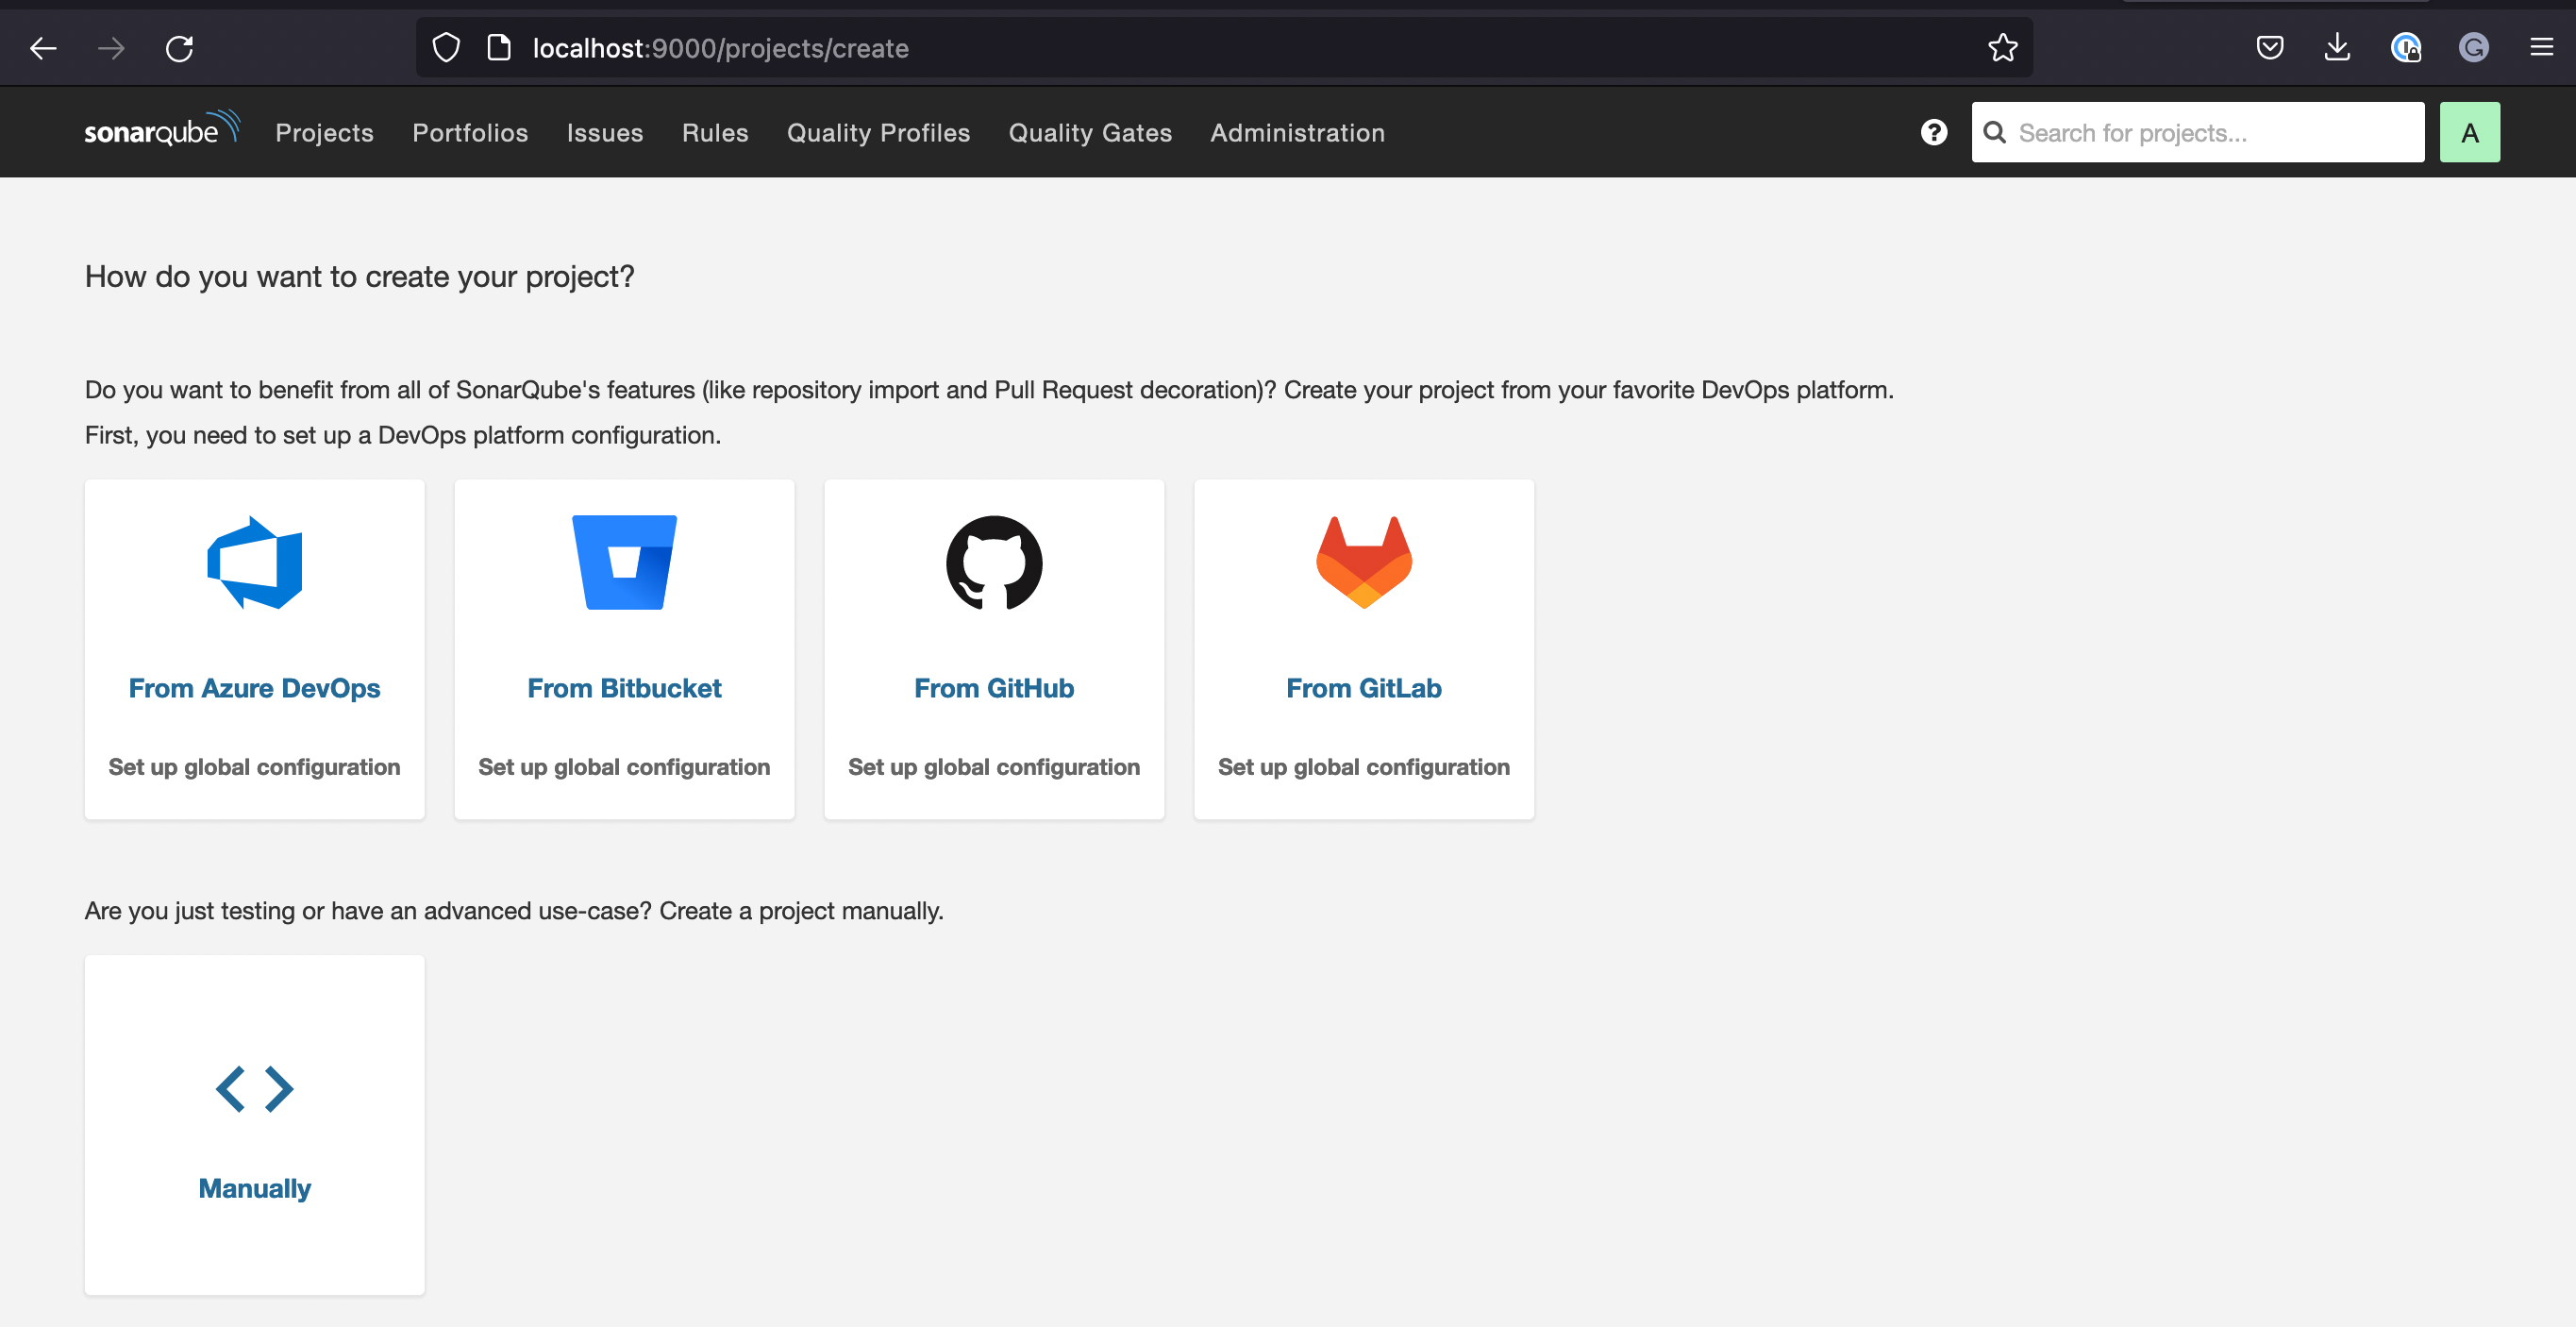 localhost:9000/projects/create
sonarqube Projects Portfolios Issues Rules Quality Profiles Quality Gates Administration ? Search for projects... A
How do you want to create your project?
Do you want to benefit from all of SonarQube's features (like repository import and Pull Request decoration)? Create your project from your favorite DevOps platform.
First, you need to set up a DevOps platform configuration.
From Azure DevOps From Bitbucket From GitHub From GitLab
Set up global configuration Set up global configuration Set up global configuration Set up global configuration
Are you just testing or have an advanced use-case? Create a project manually.
Manually